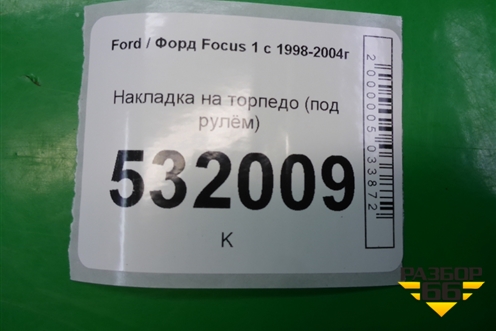 Ford / Форд Focus 1 с 1998-2004г
Накладка на торпедо (под
рулём)
532009
К
2000005033872
РАЗБОР
66